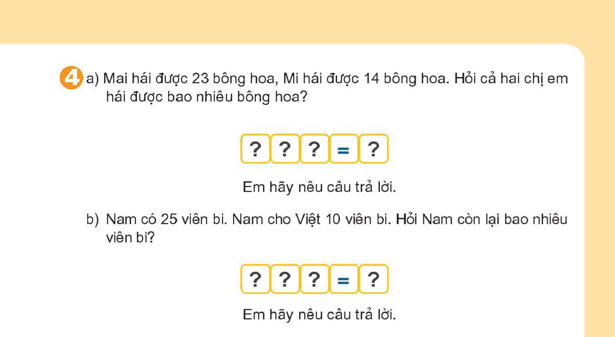 4 a) Mai hái được 23 bông hoa, Mi hái được 14 bông hoa. Hỏi cả hai chị em
hái được bao nhiêu bông hoa?
? ? ? = ?
Em hãy nêu câu trả lời.
b) Nam có 25 viên bi. Nam cho Việt 10 viên bi. Hỏi Nam còn lại bao nhiêu
viên bi?
? ? ? = ?
Em hãy nêu câu trả lời.